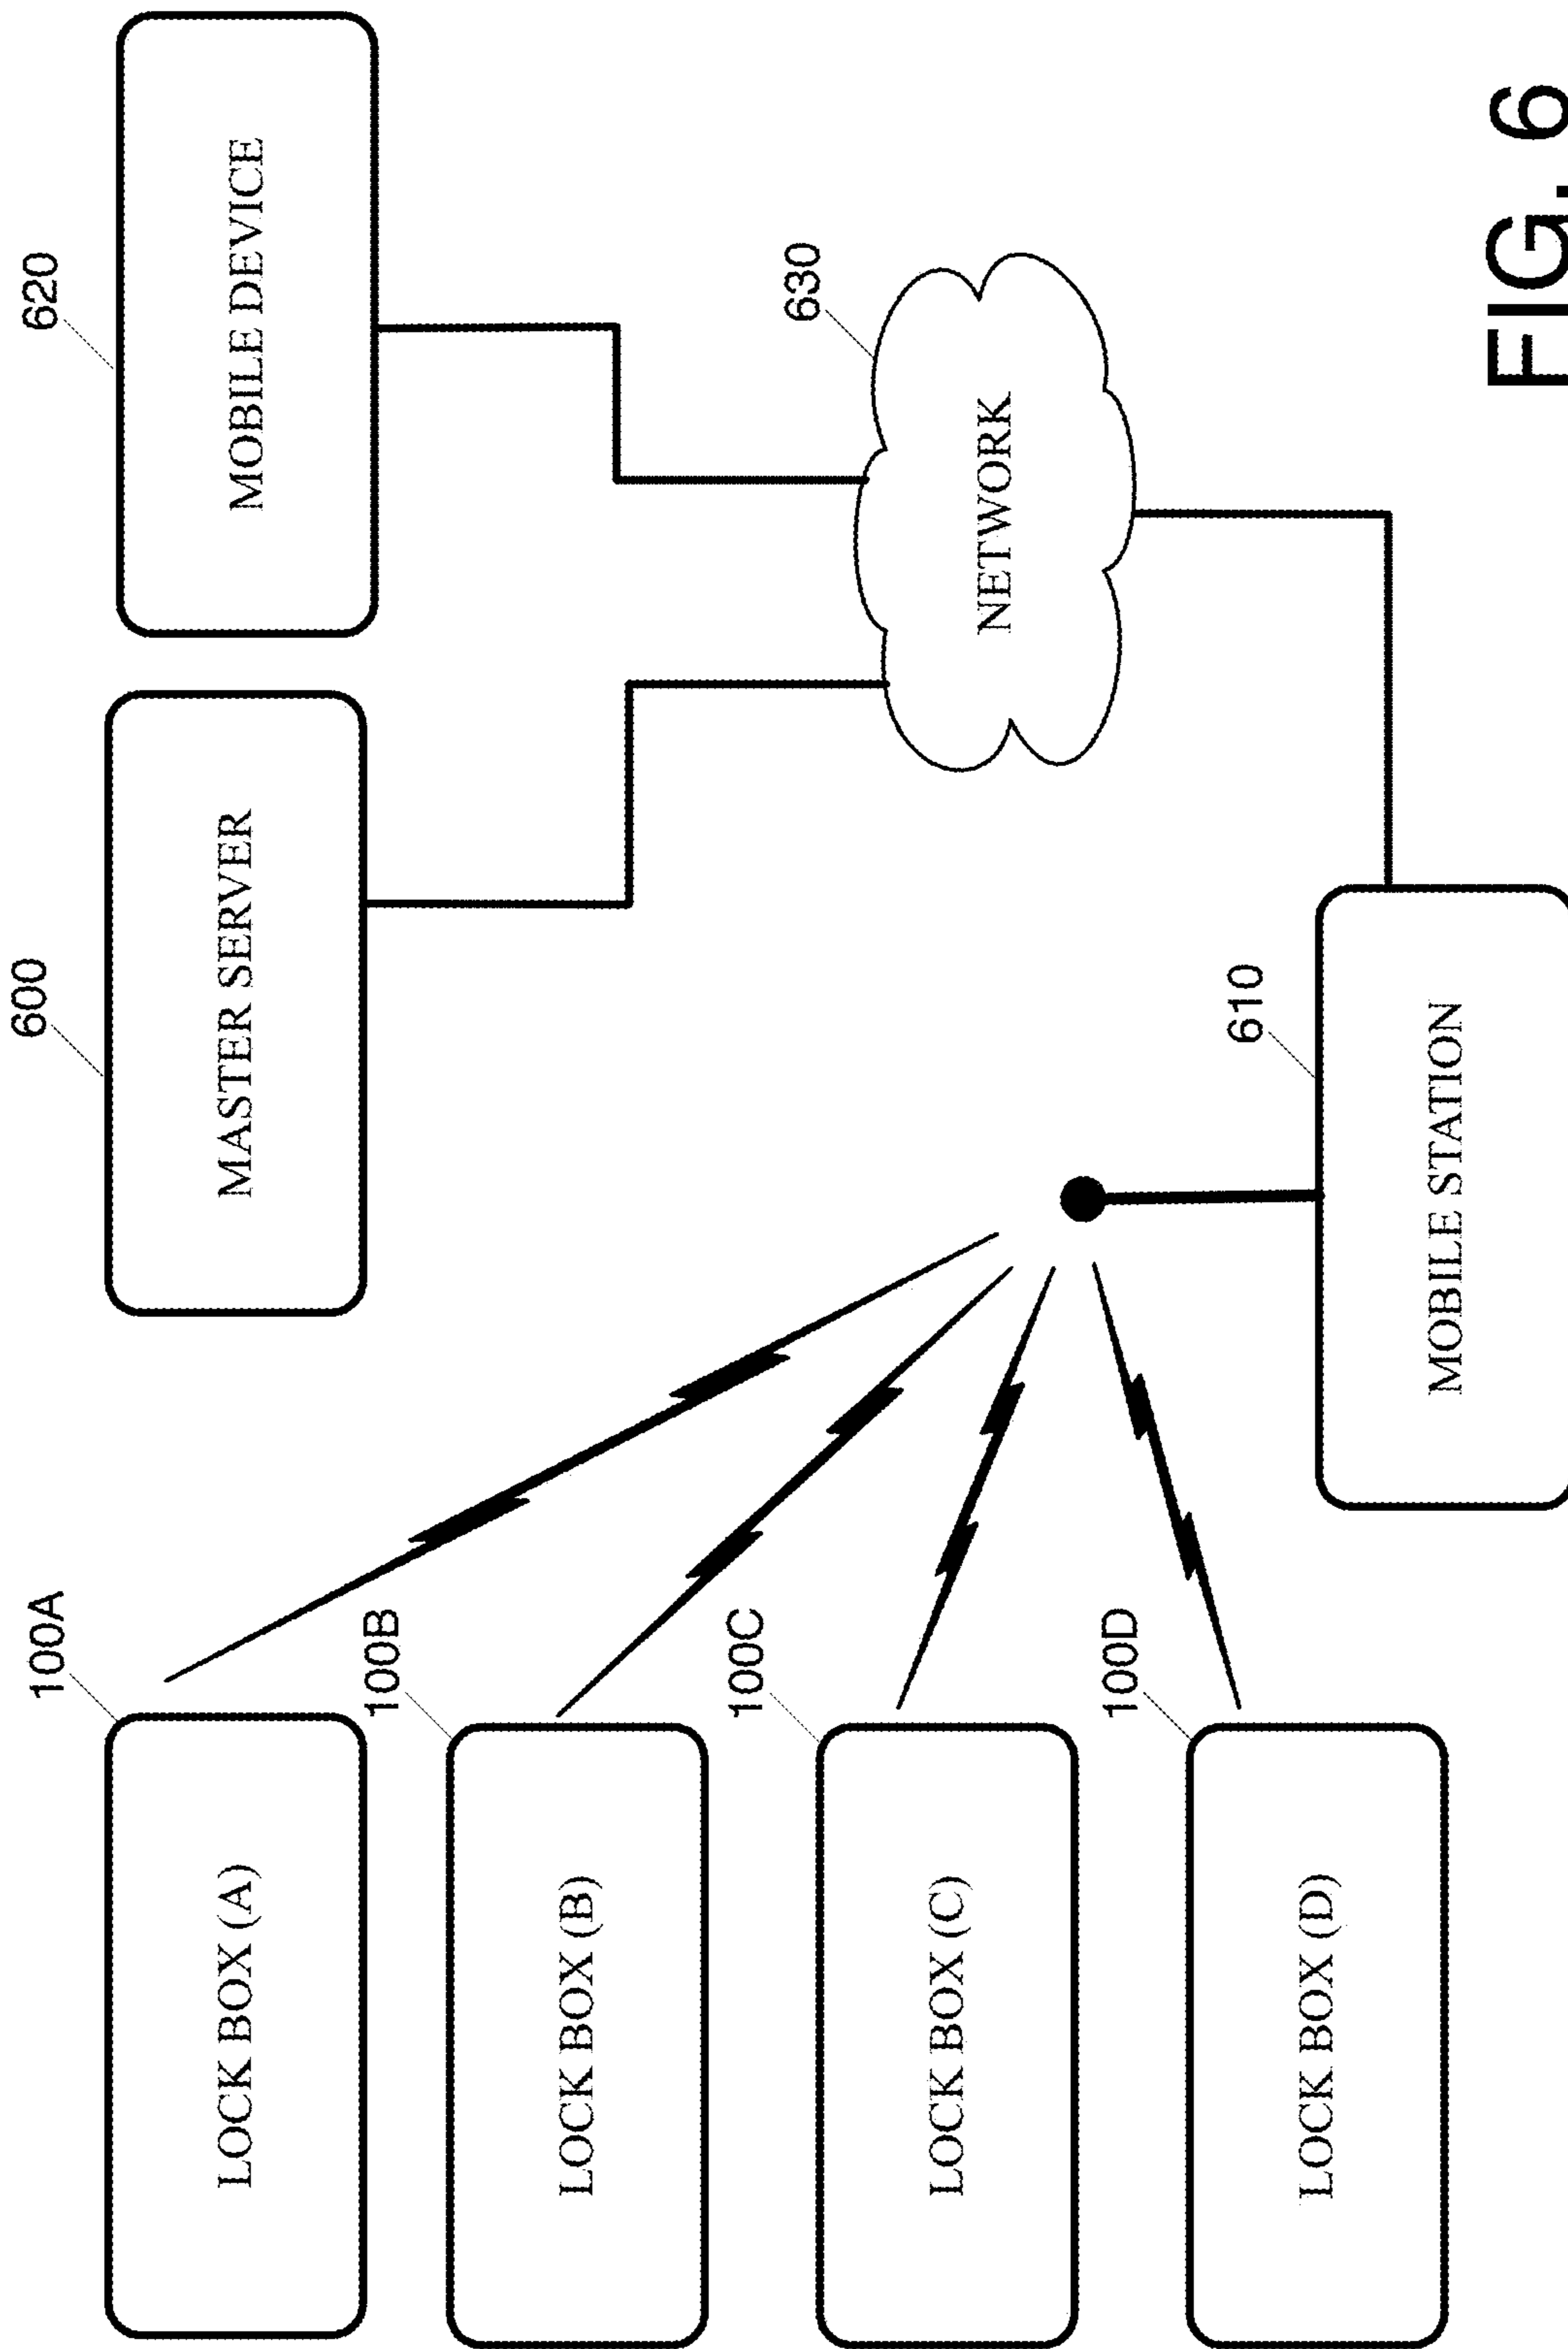 100A
LOCK BOX (A)
100B
LOCK BOX (B)
100C
LOCK BOX (C)
100D
LOCK BOX (D)
600
MASTER SERVER
620
MOBILE DEVICE
630
NETWORK
610
MOBILE STATION
FIG. 6